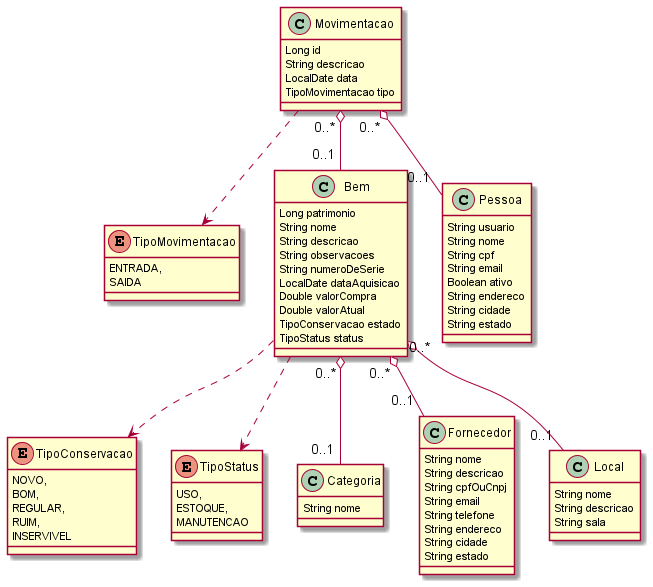 C Movimentacao
Long id
String descricao
LocalDate data
TipoMovimentacao tipo
0..*
0..*
0..1
0..1
E TipoMovimentacao
ENTRADA,
SAIDA
C Bem
Long patrimonio
String nome
String descricao
String observacoes
String numeroDeSerie
LocalDate dataAquisicao
Double valorCompra
Double valorAtual
TipoConservacao estado
TipoStatus status
C Pessoa
String usuario
String nome
String cpf
String email
Boolean ativo
String endereco
String cidade
String estado
0..*
0..*
0..*
0..1
0..1
0..1
E TipoConservacao
NOVO,
BOM,
REGULAR,
RUIM,
INSERVIVEL
E TipoStatus
USO,
ESTOQUE,
MANUTENCAO
C Categoria
String nome
C Fornecedor
String nome
String descricao
String cpfOuCnpj
String email
String telefone
String endereco
String cidade
String estado
C Local
String nome
String descricao
String sala